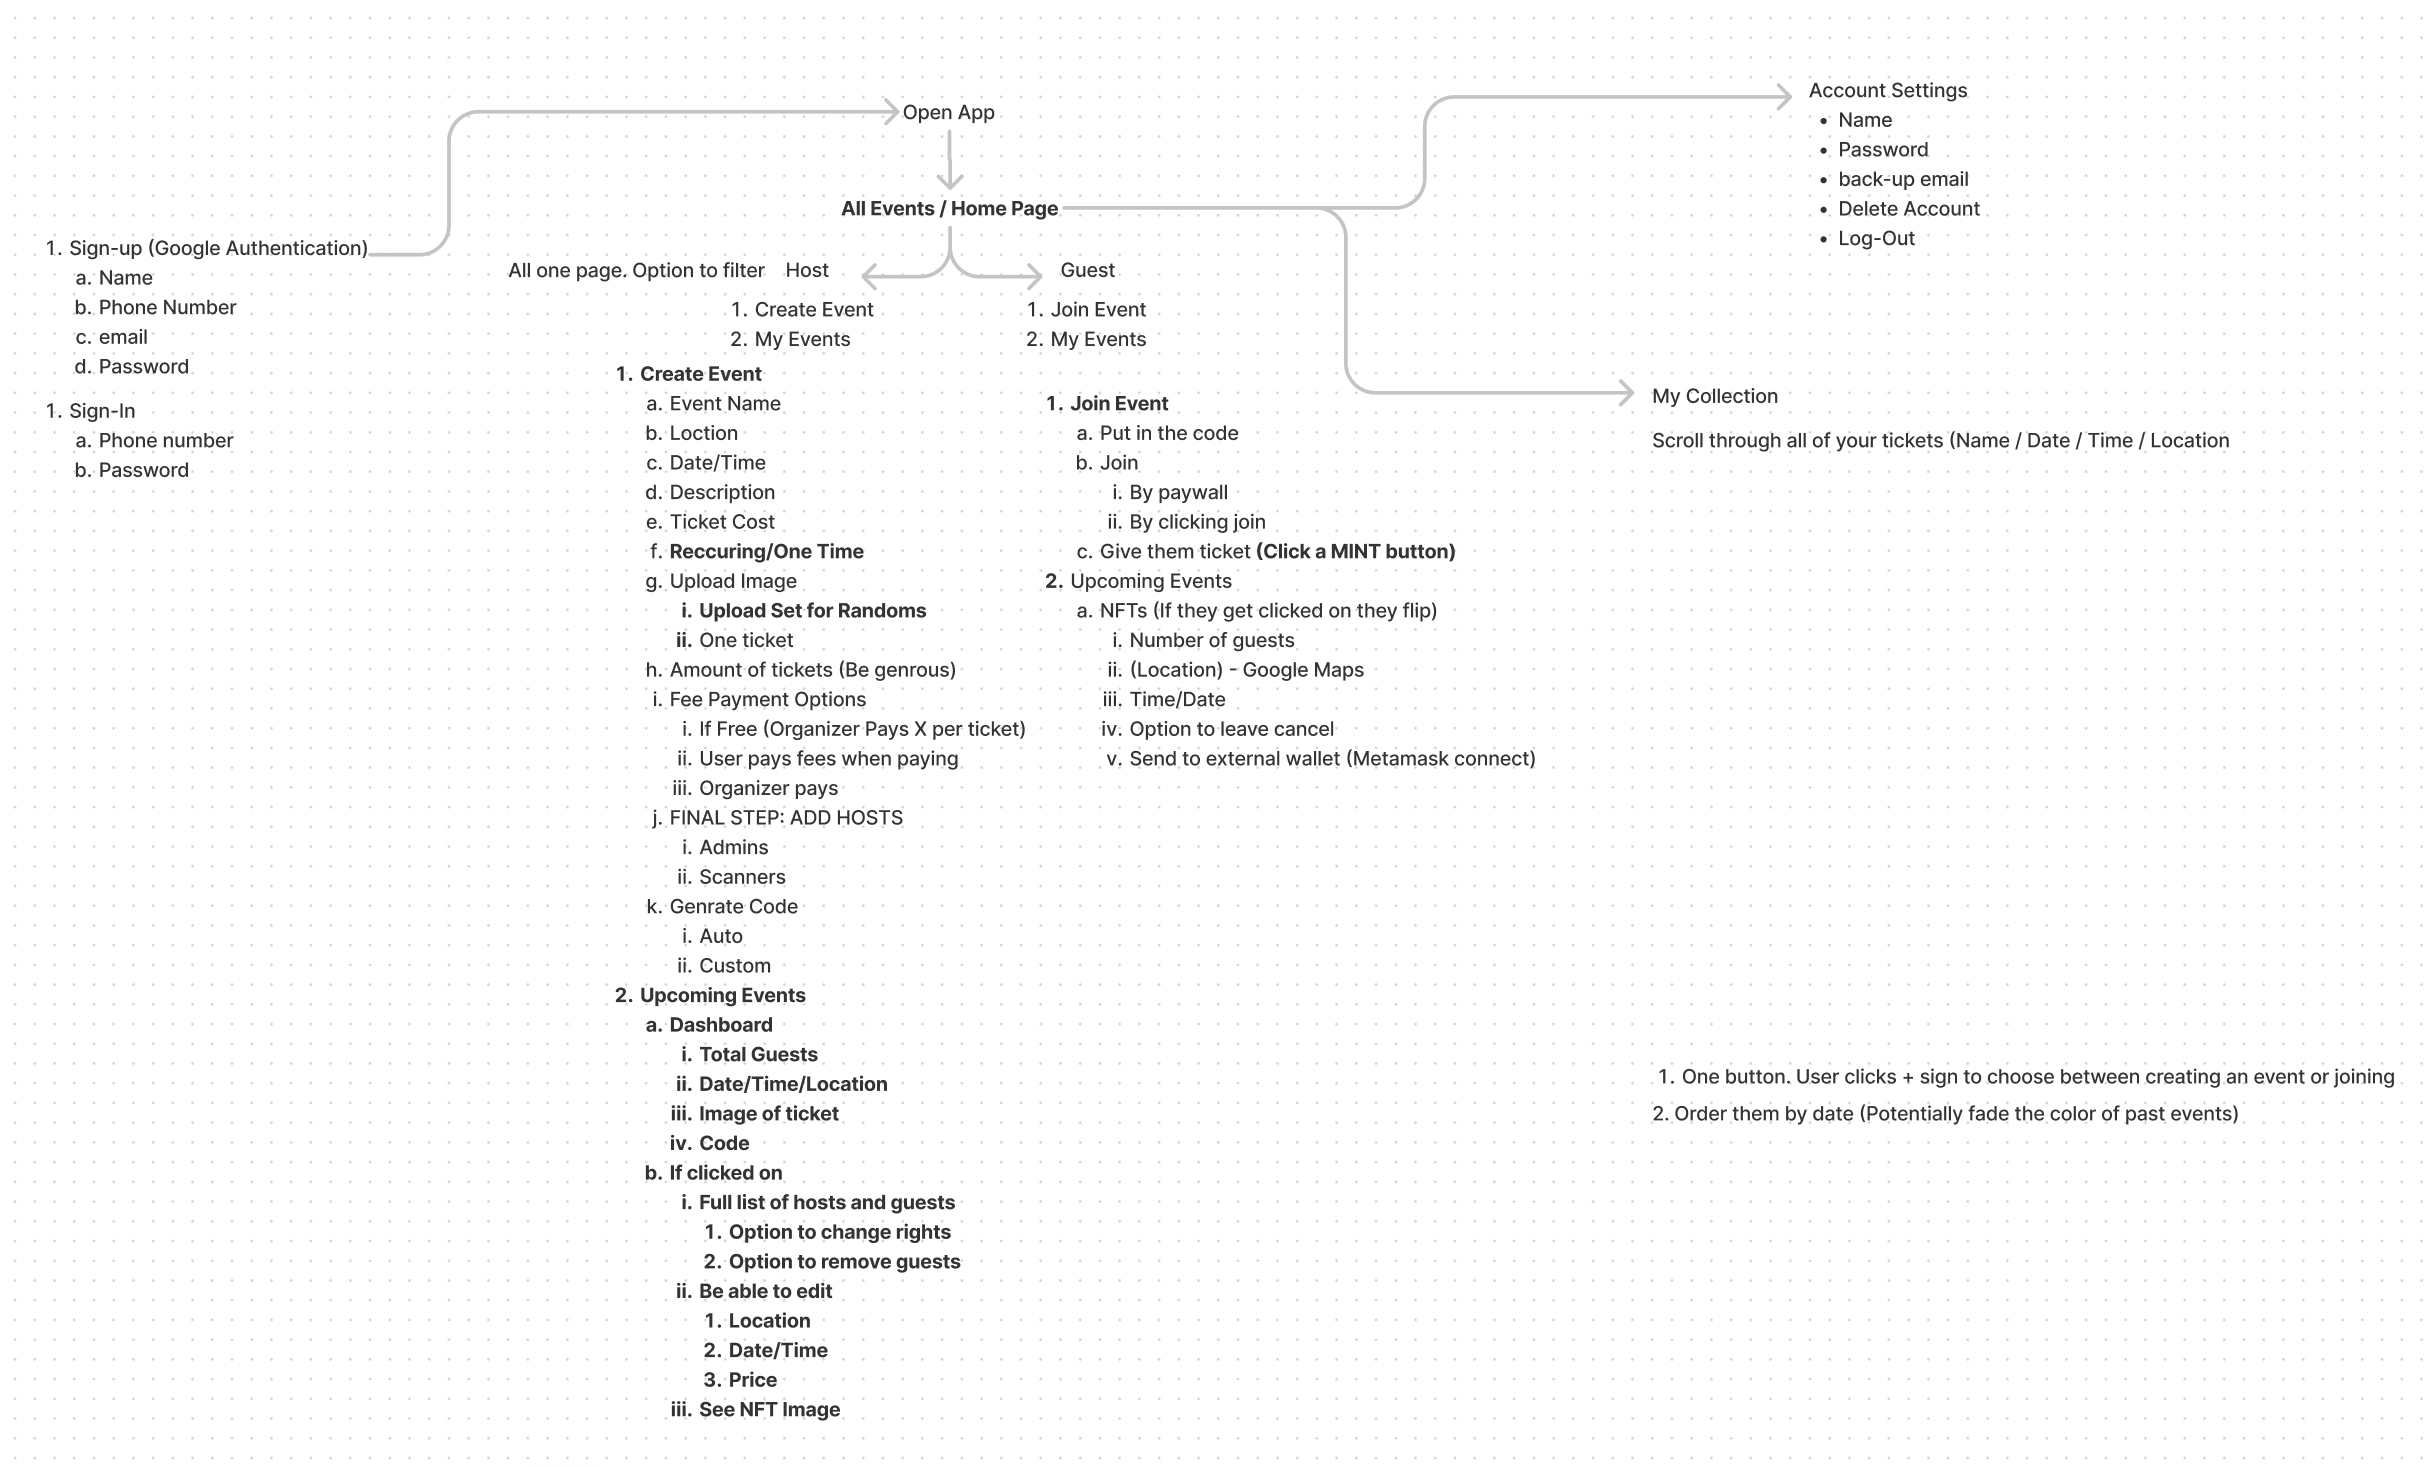 Open App
All Events / Home Page
1. Sign-up (Google Authentication)
a. Name
b. Phone Number
c. email
d. Password
1. Sign-In
a. Phone number
b. Password
All one page. Option to filter
Host
1. Create Event
2. My Events
1. Create Event
a. Event Name
b. Loction
c. Date/Time
d. Description
e. Ticket Cost
f. Reccuring/One Time
g. Upload Image
i. Upload Set for Randoms
ii. One ticket
h. Amount of tickets (Be genrous)
i. Fee Payment Options
i. If Free (Organizer Pays X per ticket)
ii. User pays fees when paying
iii. Organizer pays
j. FINAL STEP: ADD HOSTS
i. Admins
ii. Scanners
k. Genrate Code
i. Auto
ii. Custom
2. Upcoming Events
a. Dashboard
i. Total Guests
ii. Date/Time/Location
iii. Image of ticket
iv. Code
b. If clicked on
i. Full list of hosts and guests
1. Option to change rights
2. Option to remove guests
ii. Be able to edit
1. Location
2. Date/Time
3. Price
iii. See NFT Image
Guest
1. Join Event
2. My Events
1. Join Event
a. Put in the code
b. Join
i. By paywall
ii. By clicking join
c. Give them ticket (Click a MINT button)
2. Upcoming Events
a. NFTs (If they get clicked on they flip)
i. Number of guests
ii. (Location) - Google Maps
iii. Time/Date
iv. Option to leave cancel
v. Send to external wallet (Metamask connect)
Account Settings
• Name
• Password
• back-up email
• Delete Account
• Log-Out
My Collection
Scroll through all of your tickets (Name / Date / Time / Location
1. One button. User clicks + sign to choose between creating an event or joining
2. Order them by date (Potentially fade the color of past events)